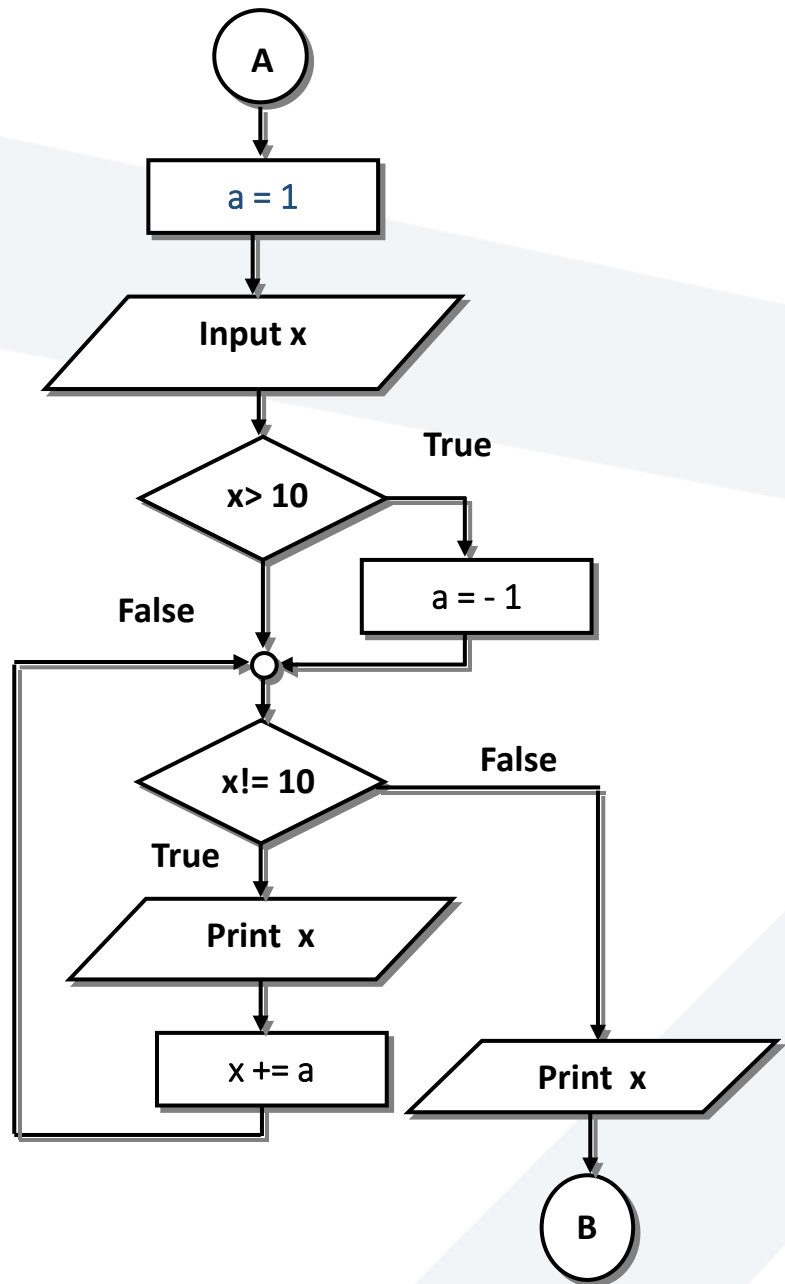 A
a = 1
Input x
True
x> 10
a = - 1
False
False
x!= 10
True
Print x
x += a
Print x
B